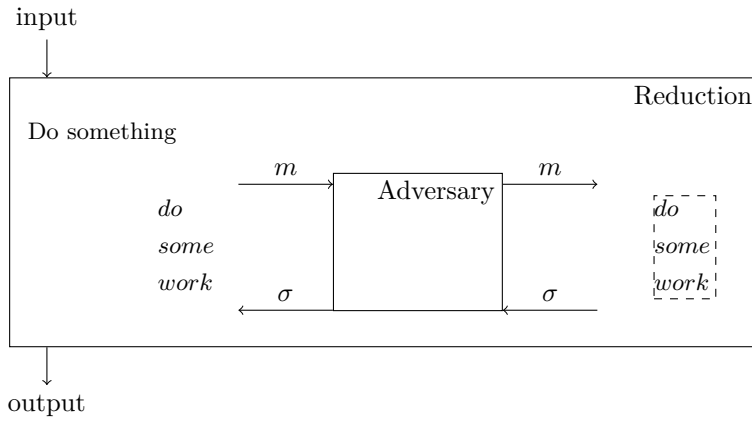 input
Reduction
Do something
m
m
Adversary
do
some
work
do
some
work
σ
σ
output